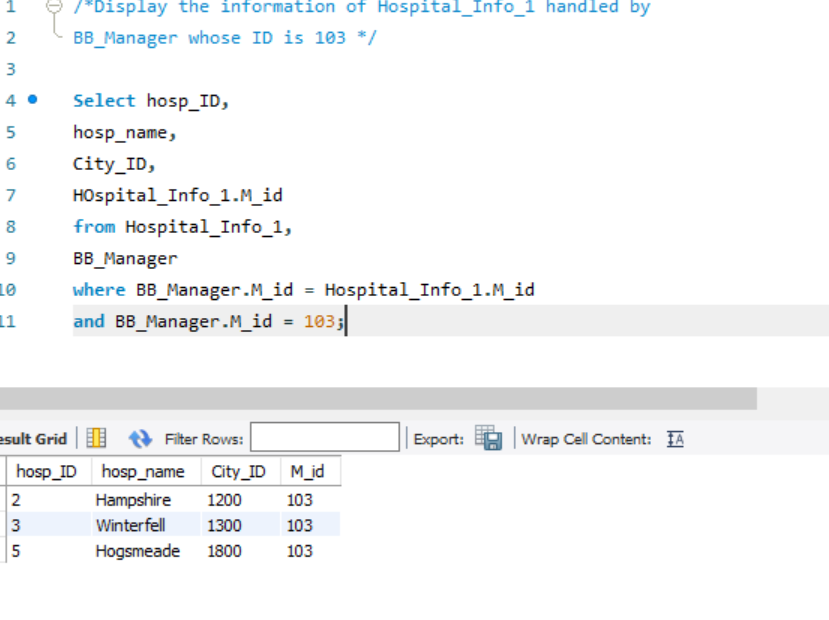 1 /*Display the information of Hospital_Info_1 handled by
2 BB_Manager whose ID is 103 */
3
4 Select hosp_ID,
5 hosp_name,
6 City_ID,
7 HOspital_Info_1.M_id
8 from Hospital_Info_1,
9 BB_Manager
10 where BB_Manager.M_id = Hospital_Info_1.M_id
11 and BB_Manager.M_id = 103;
esult Grid Filter Rows: Export: Wrap Cell Content: IA
hosp_ID hosp_name City_ID M_id
2 Hampshire 1200 103
3 Winterfell 1300 103
5 Hogsmeade 1800 103